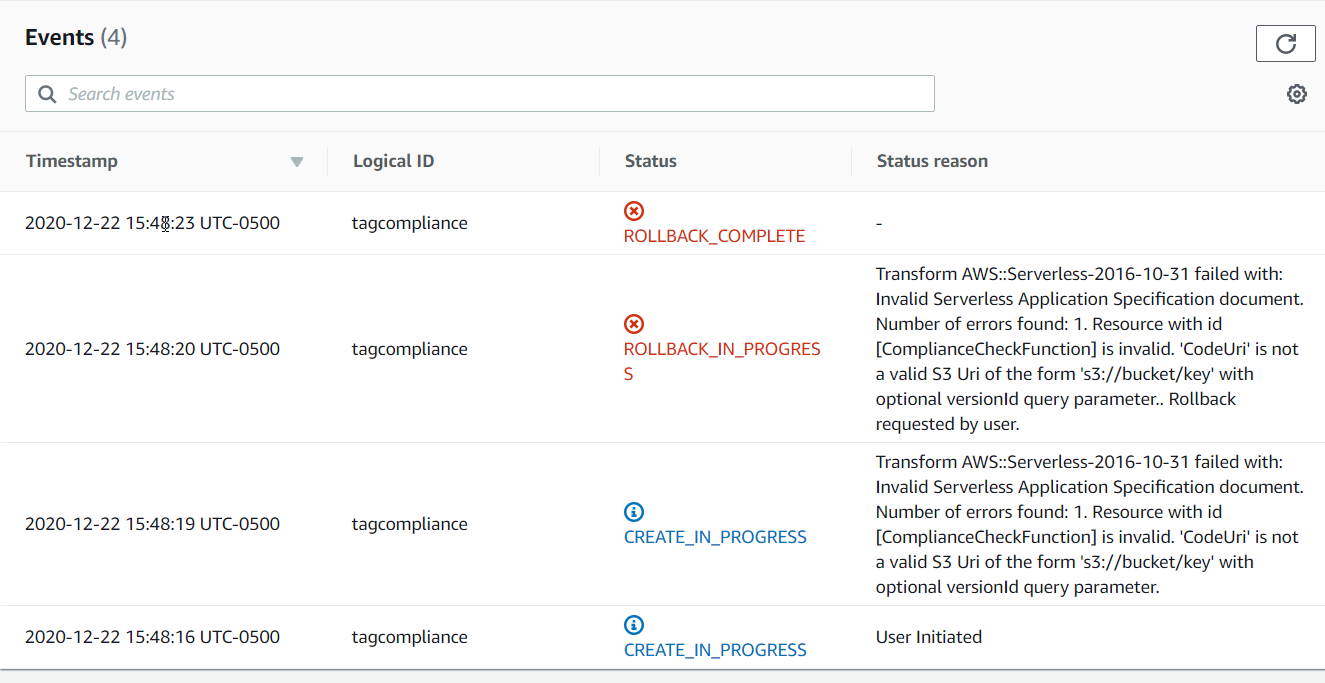 Events (4)
Search events
Timestamp Logical ID Status Status reason
2020-12-22 15:48:23 UTC-0500 tagcompliance ROLLBACK_COMPLETE -
2020-12-22 15:48:20 UTC-0500 tagcompliance ROLLBACK_IN_PROGRES
S
Transform AWS::Serverless-2016-10-31 failed with:
Invalid Serverless Application Specification document.
Number of errors found: 1. Resource with id
[ComplianceCheckFunction] is invalid. 'CodeUri' is not
a valid S3 Uri of the form 's3://bucket/key' with
optional versionId query parameter.. Rollback
requested by user.
2020-12-22 15:48:19 UTC-0500 tagcompliance CREATE_IN_PROGRESS
Transform AWS::Serverless-2016-10-31 failed with:
Invalid Serverless Application Specification document.
Number of errors found: 1. Resource with id
[ComplianceCheckFunction] is invalid. 'CodeUri' is not
a valid S3 Uri of the form 's3://bucket/key' with
optional versionId query parameter.
2020-12-22 15:48:16 UTC-0500 tagcompliance CREATE_IN_PROGRESS User Initiated